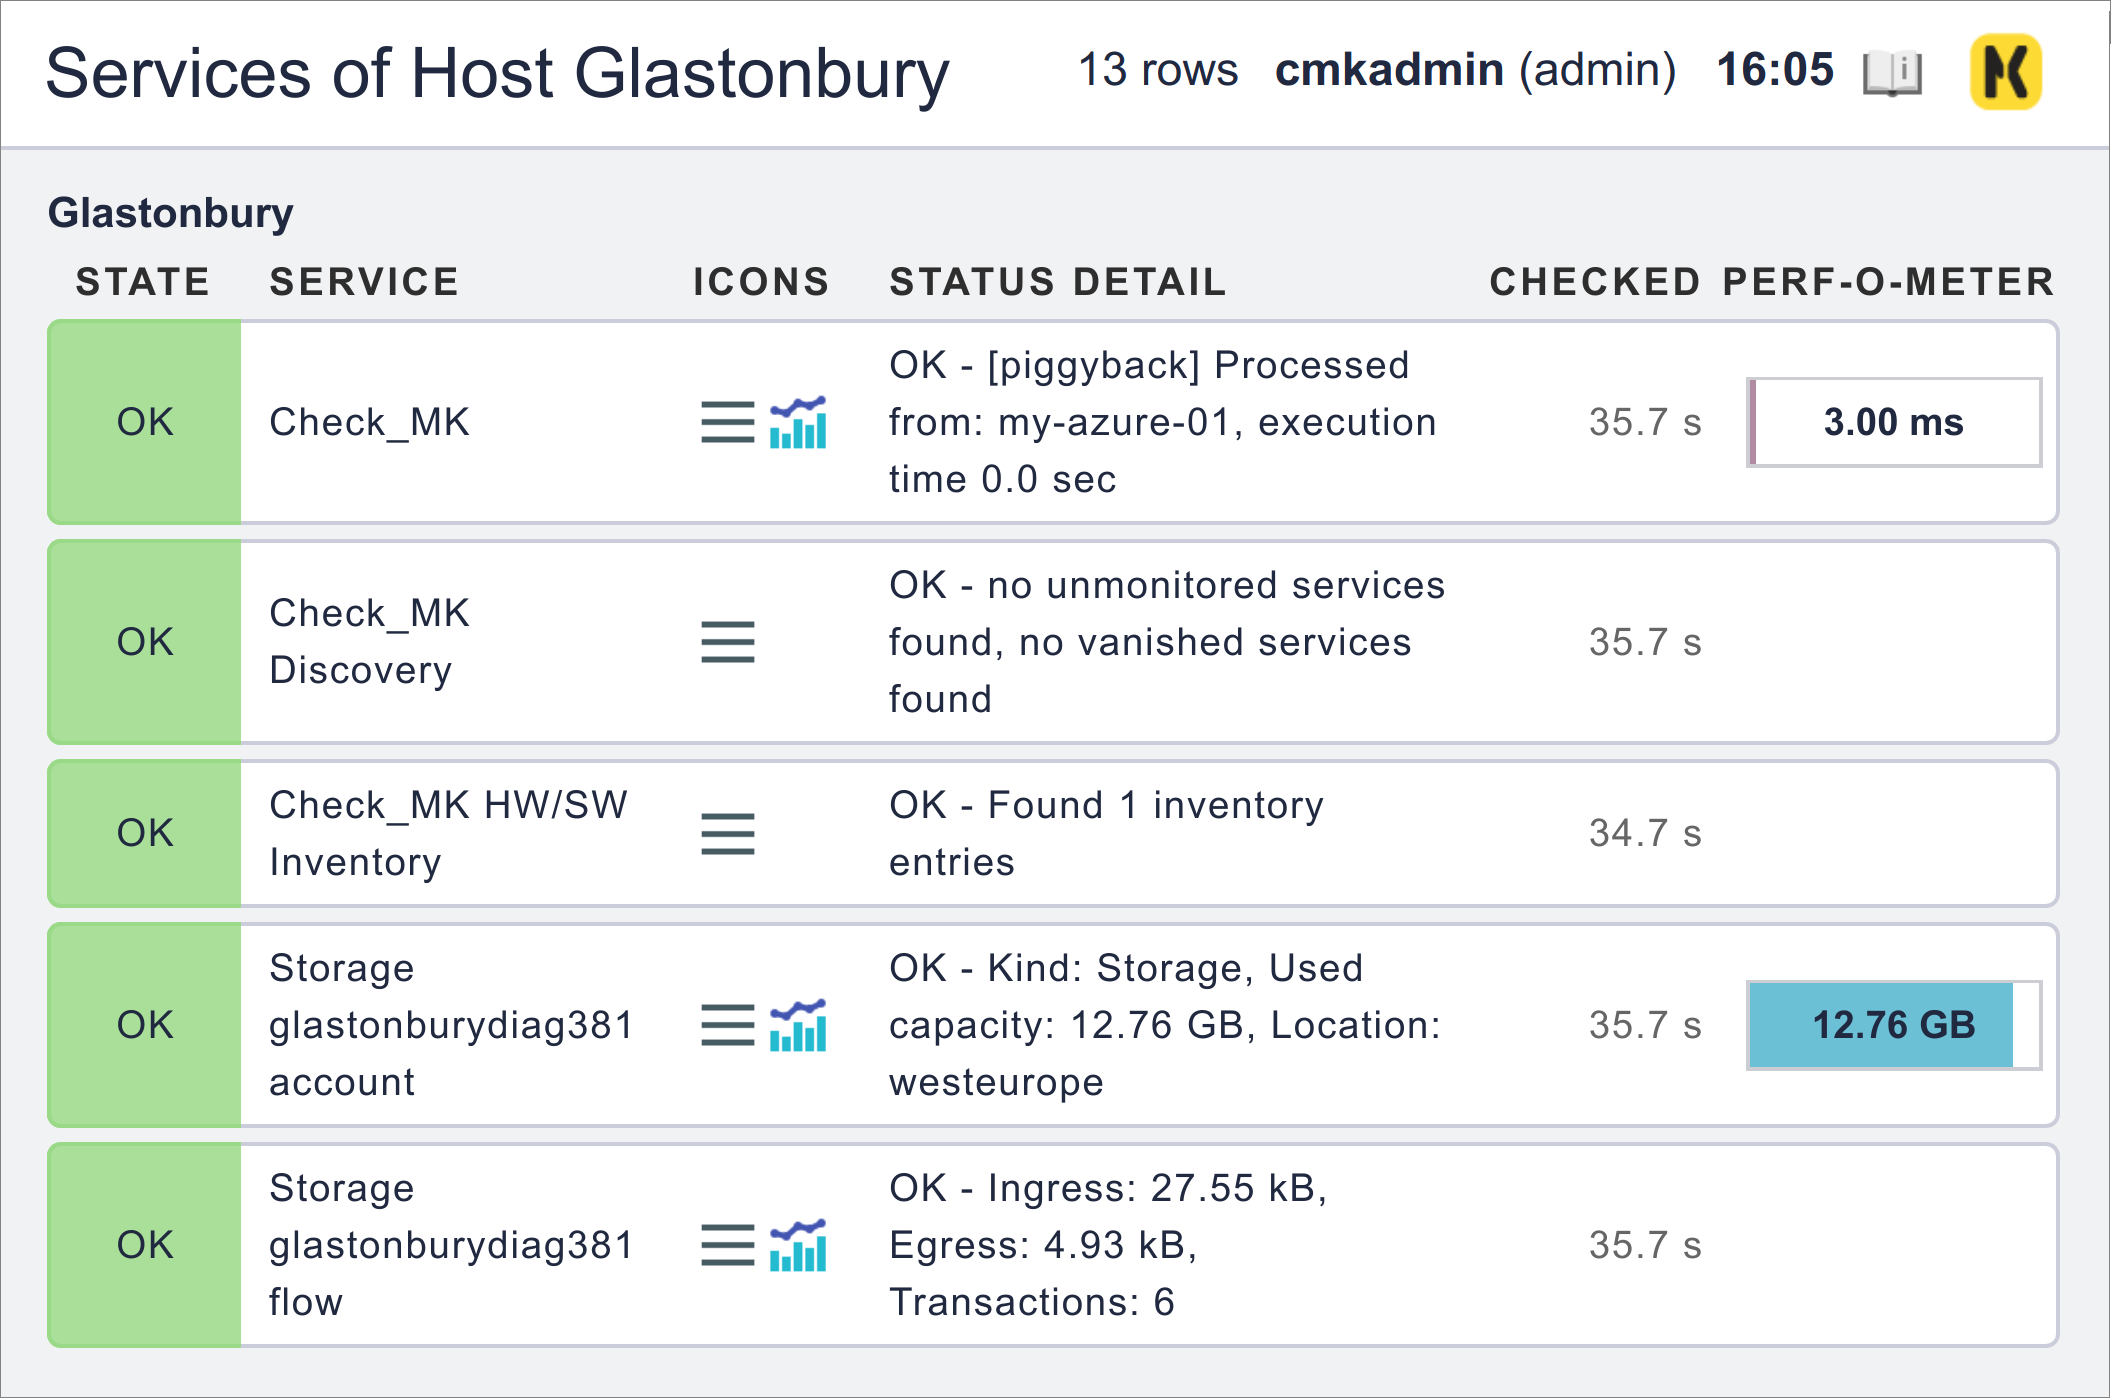 Services of Host Glastonbury 13 rows cmkadmin (admin) 16:05
Glastonbury
STATE SERVICE ICONS STATUS DETAIL CHECKED PERF-O-METER
OK Check_MK OK - [piggyback] Processed from: my-azure-01, execution time 0.0 sec 35.7 s 3.00 ms
OK Check_MK Discovery OK - no unmonitored services found, no vanished services found 35.7 s
OK Check_MK HW/SW Inventory OK - Found 1 inventory entries 34.7 s
OK Storage glastonburydiag381 account OK - Kind: Storage, Used capacity: 12.76 GB, Location: westeurope 35.7 s 12.76 GB
OK Storage glastonburydiag381 flow OK - Ingress: 27.55 kB, Egress: 4.93 kB, Transactions: 6 35.7 s